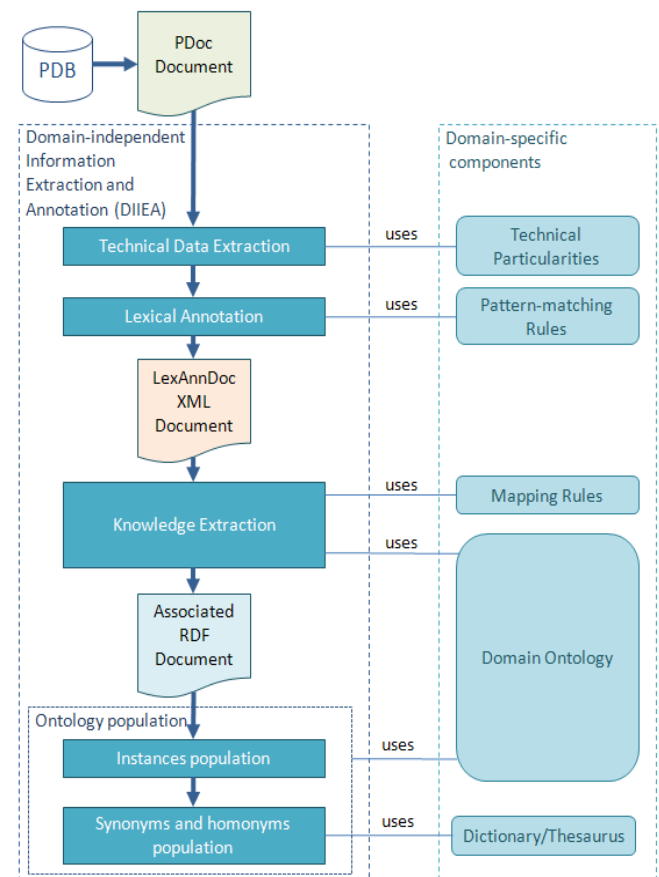 PDB
PDoc
Document
Domain-independent
Information
Extraction and
Annotation (DIIEA)
Domain-specific
components
Technical Data Extraction
uses
Technical
Particularities
Lexical Annotation
uses
Pattern-matching
Rules
LexAnnDoc
XML
Document
Knowledge Extraction
uses
Mapping Rules
uses
Domain Ontology
Associated
RDF
Document
Ontology population
Instances population
uses
Synonyms and homonyms
population
uses
Dictionary/Thesaurus